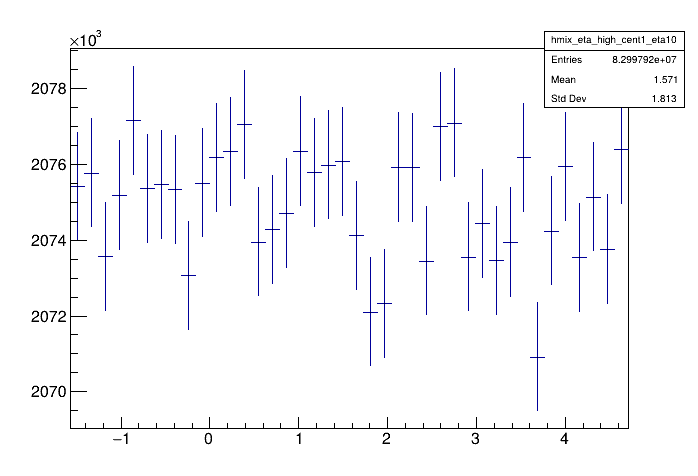 ×10³
hmix_eta_high_cent1_eta10
Entries 8.299792e+07
Mean 1.571
Std Dev 1.813
2078
2076
2074
2072
2070
−1 0 1 2 3 4